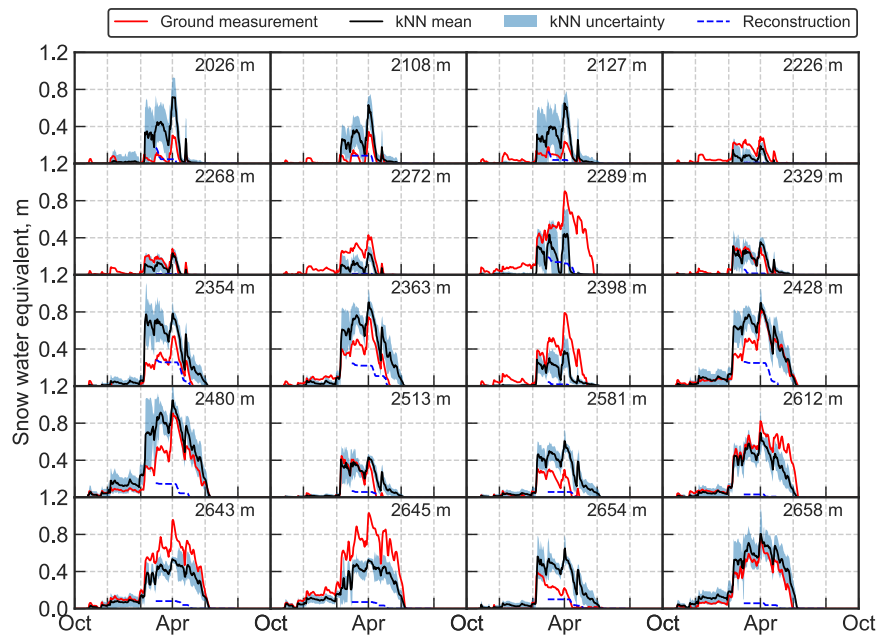 Ground measurement kNN mean kNN uncertainty Reconstruction
1.2 2026 m 2108 m 2127 m 2226 m
0.8
0.4
1.2 2268 m 2272 m 2289 m 2329 m
0.8
0.4
1.2 2354 m 2363 m 2398 m 2428 m
0.8
0.4
1.2 2480 m 2513 m 2581 m 2612 m
0.8
0.4
1.2 2643 m 2645 m 2654 m 2658 m
0.8
0.4
0.0
Oct Apr Oct Apr Oct Apr Oct Apr Oct
Snow water equivalent, m